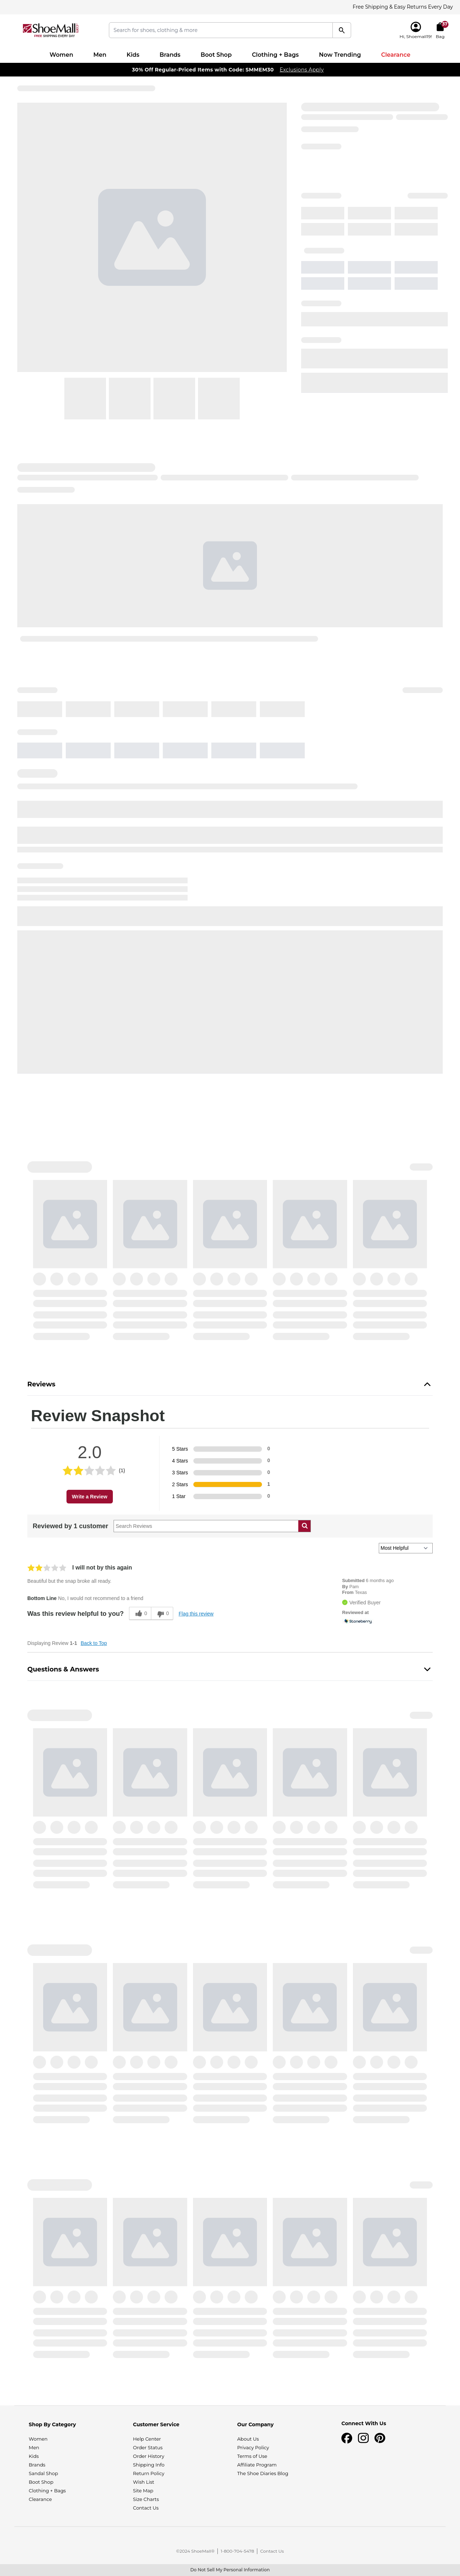 Free Shipping & Easy Returns Every Day
ShoeMall
FREE SHIPPING EVERY DAY
Search for shoes, clothing & more
Hi, Shoemall19!
Bag
Women Men Kids Brands Boot Shop Clothing + Bags Now Trending Clearance
30% Off Regular-Priced Items with Code: SMMEM30 Exclusions Apply
Reviews
Review Snapshot
2.0
(1)
Write a Review
5 Stars 0
4 Stars 0
3 Stars 0
2 Stars 1
1 Star 0
Reviewed by 1 customer
Search Reviews
Most Helpful
I will not by this again
Beautiful but the snap broke all ready.
Submitted 6 months ago
By Pam
From Texas
Verified Buyer
Reviewed at
Stoneberry
Bottom Line No, I would not recommend to a friend
Was this review helpful to you? 0 0 Flag this review
Displaying Review 1-1 Back to Top
Questions & Answers
Shop By Category
Women
Men
Kids
Brands
Sandal Shop
Boot Shop
Clothing + Bags
Clearance
Customer Service
Help Center
Order Status
Order History
Shipping Info
Return Policy
Wish List
Site Map
Size Charts
Contact Us
Our Company
About Us
Privacy Policy
Terms of Use
Affiliate Program
The Shoe Diaries Blog
Connect With Us
©2024 ShoeMall® | 1-800-704-5478 | Contact Us
Do Not Sell My Personal Information